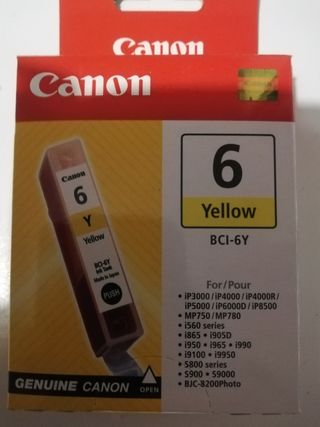 Canon
Canon
Canon
6
Y
Yellow
BCI-6Y
Ink Tank
Made in Japan
PUSH
6
Yellow
BCI-6Y
For/Pour
• iP3000 / iP4000 / iP4000R /
iP5000 / iP6000D / iP8500
• MP750 / MP780
• i560 series
• i865 • i905D
• i950 • i965 • i990
• i9100 • i9950
• S800 series
• S900 • S9000
• BJC-8200Photo
GENUINE CANON
OPEN